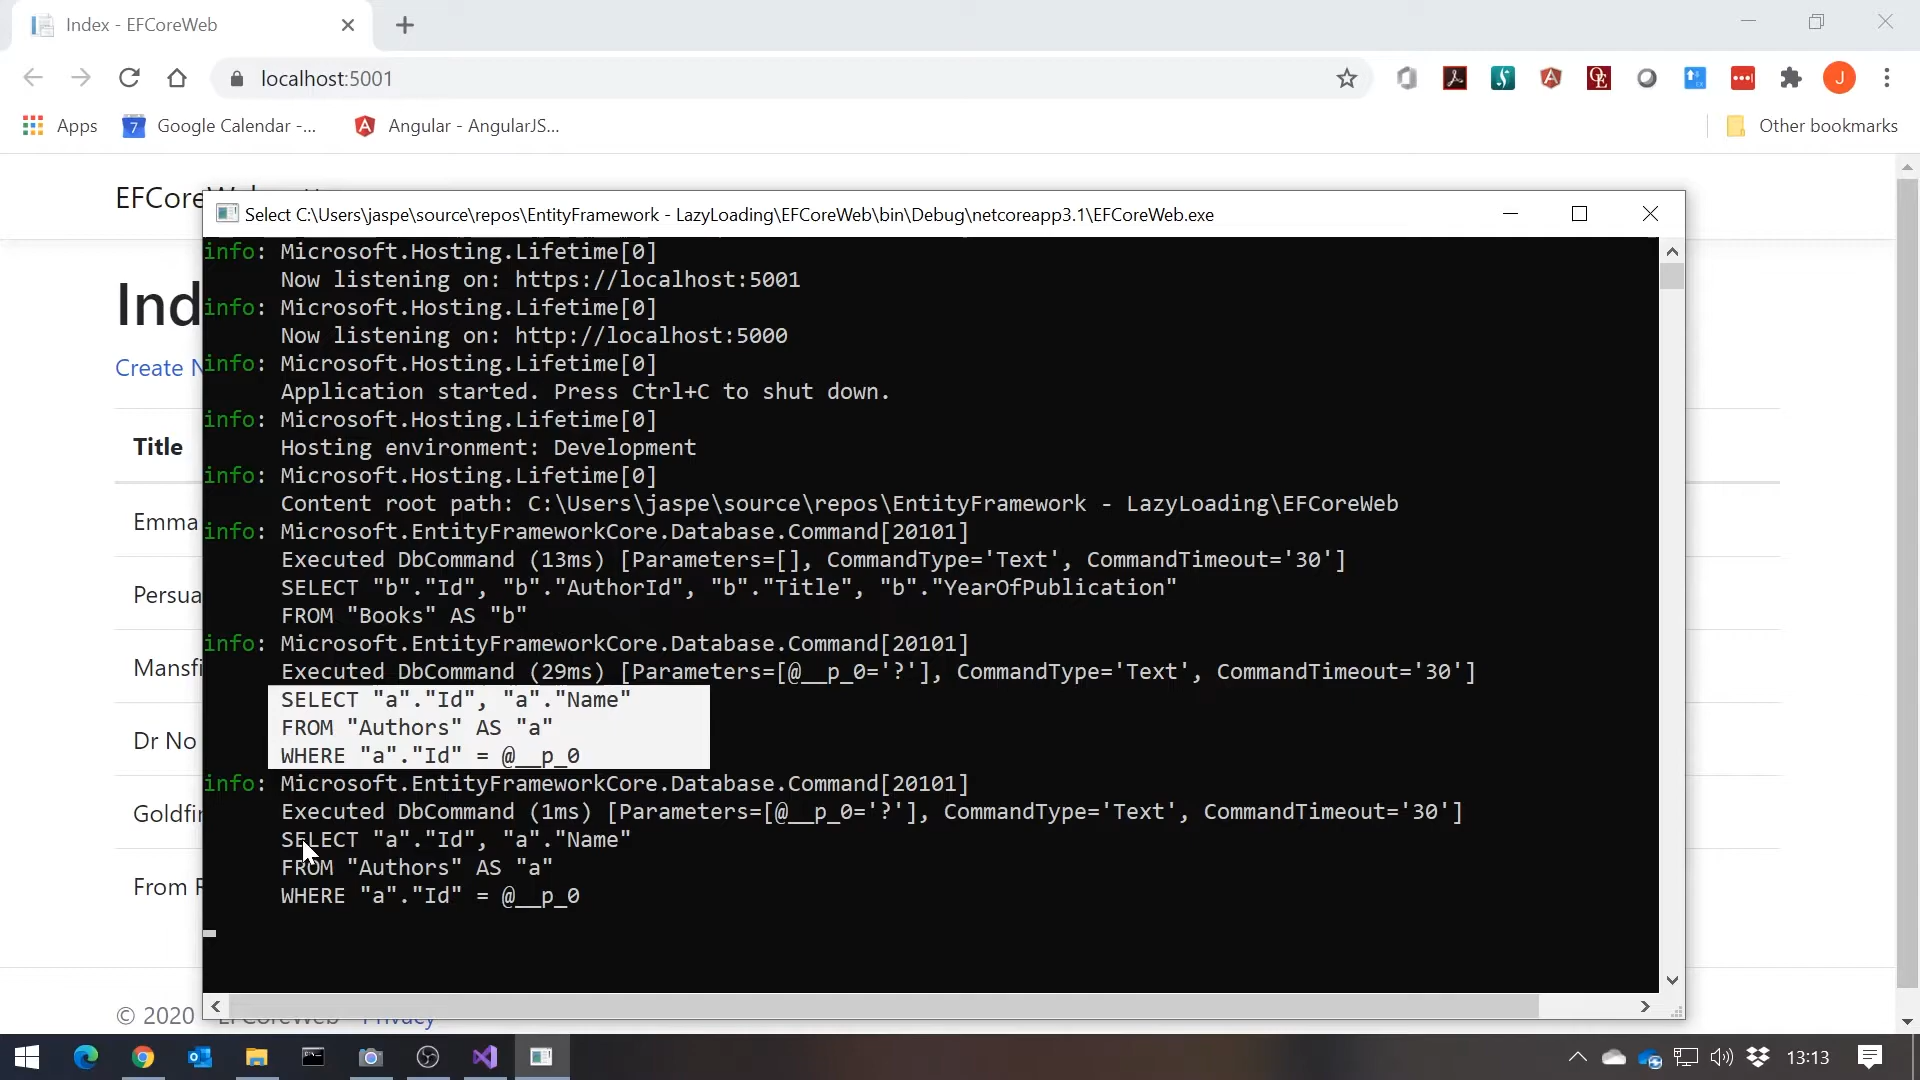 Index - EFCoreWeb
localhost:5001
Apps
7
Google Calendar -...
Angular - AngularJS...
Other bookmarks
J
EFCoreWeb
Select C:\Users\jaspe\source\repos\EntityFramework - LazyLoading\EFCoreWeb\bin\Debug\netcoreapp3.1\EFCoreWeb.exe
info: Microsoft.Hosting.Lifetime[0]
Now listening on: https://localhost:5001
info: Microsoft.Hosting.Lifetime[0]
Now listening on: http://localhost:5000
info: Microsoft.Hosting.Lifetime[0]
Application started. Press Ctrl+C to shut down.
info: Microsoft.Hosting.Lifetime[0]
Hosting environment: Development
info: Microsoft.Hosting.Lifetime[0]
Content root path: C:\Users\jaspe\source\repos\EntityFramework - LazyLoading\EFCoreWeb
info: Microsoft.EntityFrameworkCore.Database.Command[20101]
Executed DbCommand (13ms) [Parameters=[], CommandType='Text', CommandTimeout='30']
SELECT "b"."Id", "b"."AuthorId", "b"."Title", "b"."YearOfPublication"
FROM "Books" AS "b"
info: Microsoft.EntityFrameworkCore.Database.Command[20101]
Executed DbCommand (29ms) [Parameters=[@__p_0='?'], CommandType='Text', CommandTimeout='30']
SELECT "a"."Id", "a"."Name"
FROM "Authors" AS "a"
WHERE "a"."Id" = @__p_0
info: Microsoft.EntityFrameworkCore.Database.Command[20101]
Executed DbCommand (1ms) [Parameters=[@__p_0='?'], CommandType='Text', CommandTimeout='30']
SELECT "a"."Id", "a"."Name"
FROM "Authors" AS "a"
WHERE "a"."Id" = @__p_0
Ind
Create N
Title
Emma
Persua
Mansfi
Dr No
Goldfin
From R
© 2020 - EFCoreWeb - Privacy
13:13